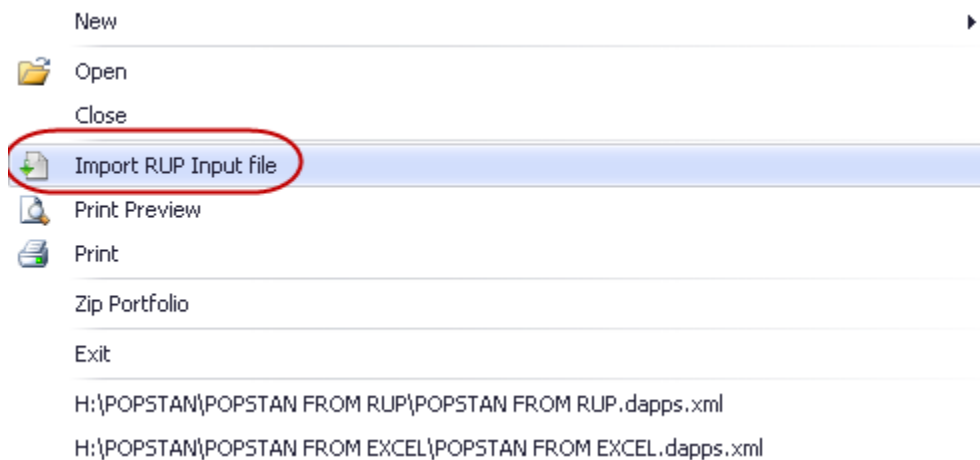 New
Open
Close
Import RUP Input file
Print Preview
Print
Zip Portfolio
Exit
H:\POPSTAN\POPSTAN FROM RUP\POPSTAN FROM RUP.dapps.xml
H:\POPSTAN\POPSTAN FROM EXCEL\POPSTAN FROM EXCEL.dapps.xml